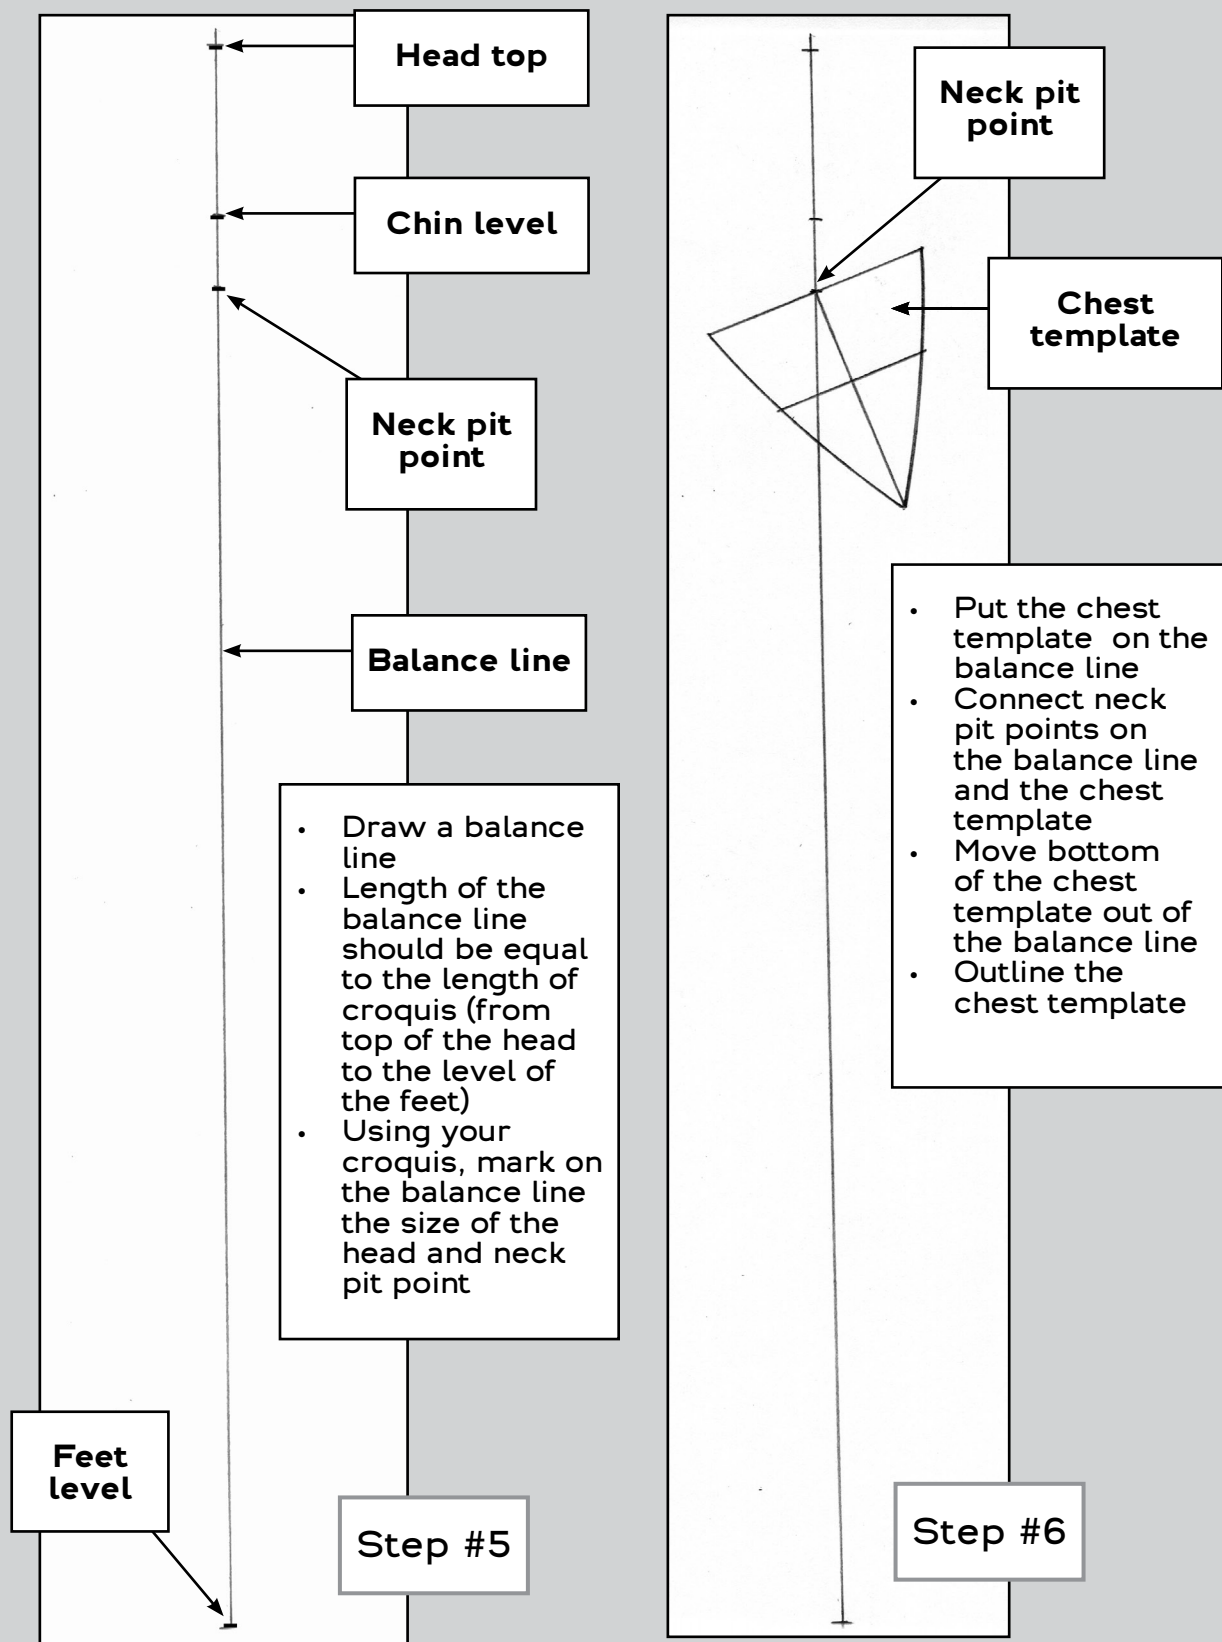 Head top
Chin level
Neck pit
point
Balance line
• Draw a balance
line
• Length of the
balance line
should be equal
to the length of
croquis (from
top of the head
to the level of
the feet)
• Using your
croquis, mark on
the balance line
the size of the
head and neck
pit point
Feet
level
Step #5
Neck pit
point
Chest
template
• Put the chest
template on the
balance line
• Connect neck
pit points on
the balance line
and the chest
template
• Move bottom
of the chest
template out of
the balance line
• Outline the
chest template
Step #6